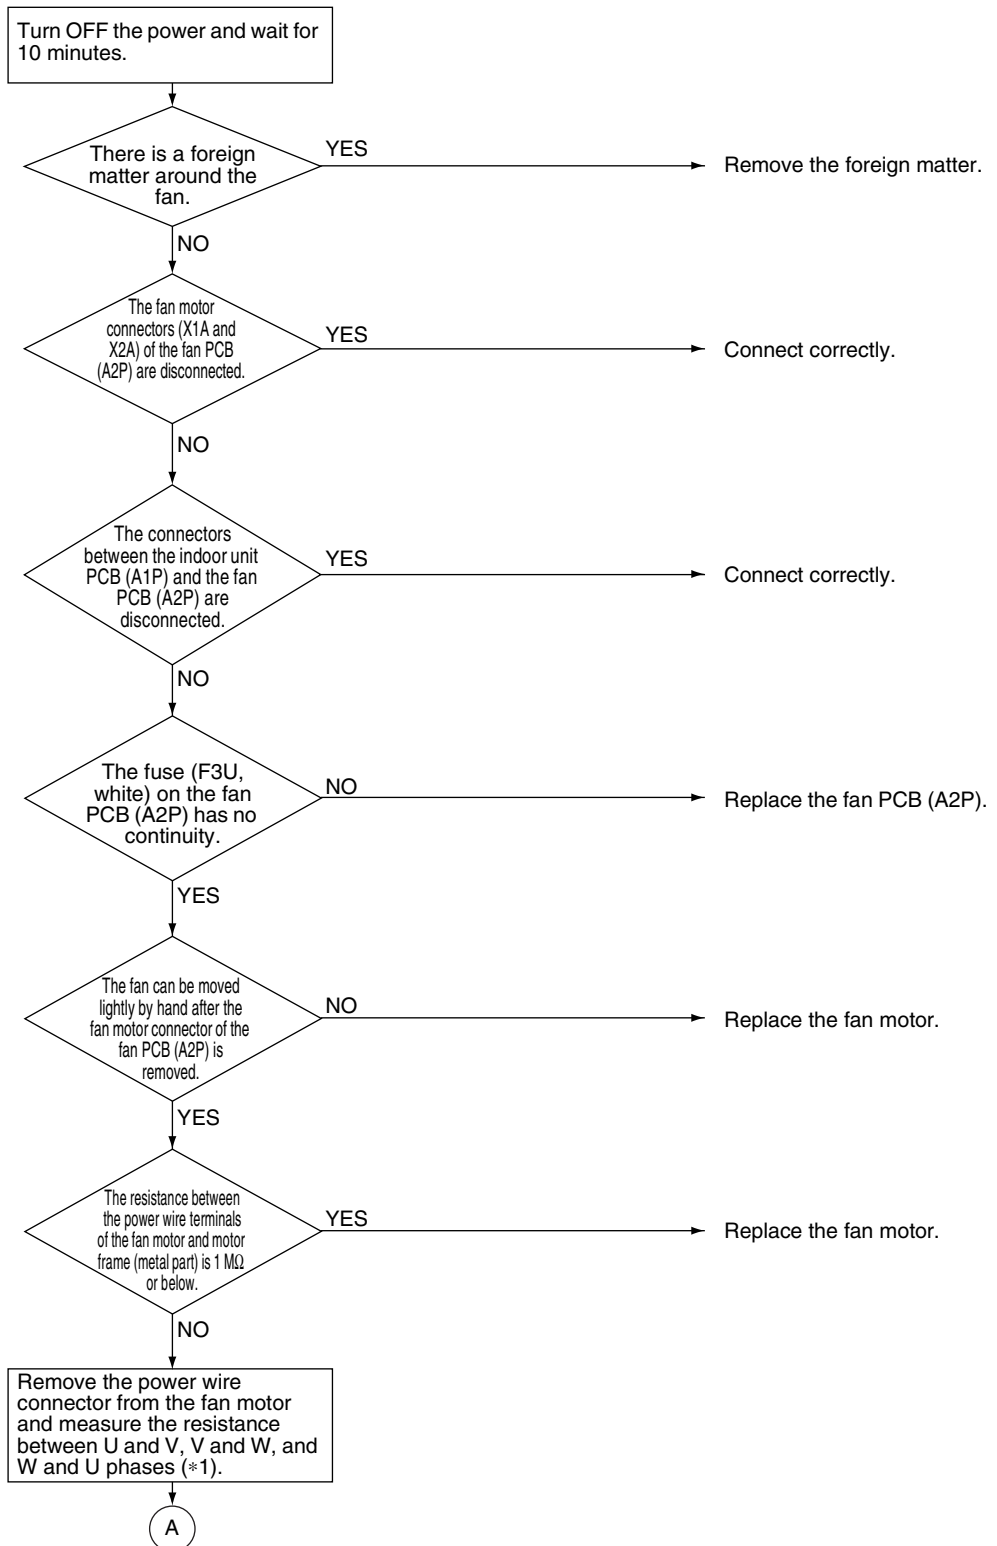 Turn OFF the power and wait for
10 minutes.
There is a foreign
matter around the
fan.
YES
Remove the foreign matter.
NO
The fan motor
connectors (X1A and
X2A) of the fan PCB
(A2P) are disconnected.
YES
Connect correctly.
NO
The connectors
between the indoor unit
PCB (A1P) and the fan
PCB (A2P) are
disconnected.
YES
Connect correctly.
NO
The fuse (F3U,
white) on the fan
PCB (A2P) has no
continuity.
NO
Replace the fan PCB (A2P).
YES
The fan can be moved
lightly by hand after the
fan motor connector of the
fan PCB (A2P) is
removed.
NO
Replace the fan motor.
YES
The resistance between
the power wire terminals
of the fan motor and motor
frame (metal part) is 1 MΩ
or below.
YES
Replace the fan motor.
NO
Remove the power wire
connector from the fan motor
and measure the resistance
between U and V, V and W, and
W and U phases (*1).
A